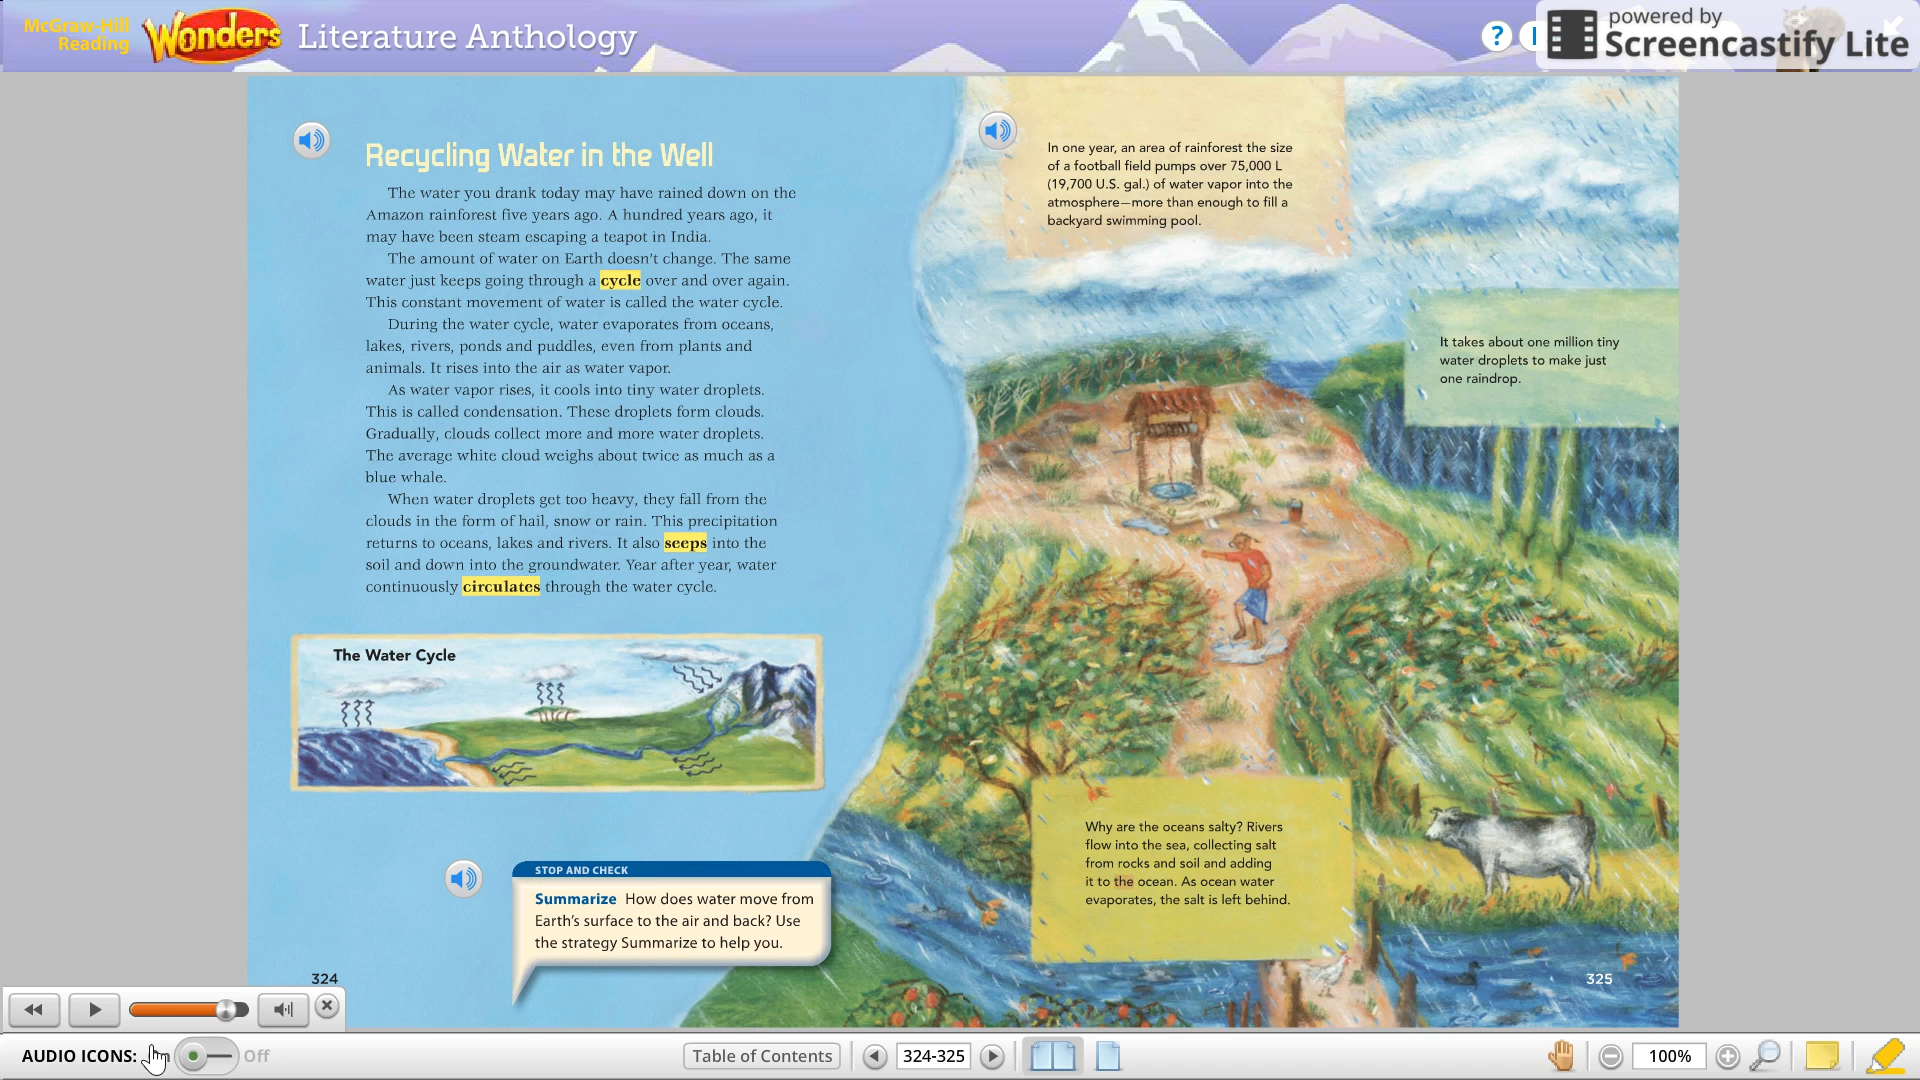 McGraw-Hill
Reading
Wonders
Literature Anthology
?
powered by
Screencastify Lite
Recycling Water in the Well
The water you drank today may have rained down on the
Amazon rainforest five years ago. A hundred years ago, it
may have been steam escaping a teapot in India.
The amount of water on Earth doesn't change. The same
water just keeps going through a cycle over and over again.
This constant movement of water is called the water cycle.
During the water cycle, water evaporates from oceans,
lakes, rivers, ponds and puddles, even from plants and
animals. It rises into the air as water vapor.
As water vapor rises, it cools into tiny water droplets.
This is called condensation. These droplets form clouds.
Gradually, clouds collect more and more water droplets.
The average white cloud weighs about twice as much as a
blue whale.
When water droplets get too heavy, they fall from the
clouds in the form of hail, snow or rain. This precipitation
returns to oceans, lakes and rivers. It also seeps into the
soil and down into the groundwater. Year after year, water
continuously circulates through the water cycle.
The Water Cycle
STOP AND CHECK
Summarize How does water move from
Earth's surface to the air and back? Use
the strategy Summarize to help you.
324
In one year, an area of rainforest the size
of a football field pumps over 75,000 L
(19,700 U.S. gal.) of water vapor into the
atmosphere—more than enough to fill a
backyard swimming pool.
It takes about one million tiny
water droplets to make just
one raindrop.
Why are the oceans salty? Rivers
flow into the sea, collecting salt
from rocks and soil and adding
it to the ocean. As ocean water
evaporates, the salt is left behind.
325
AUDIO ICONS:
Off
Table of Contents
324-325
100%